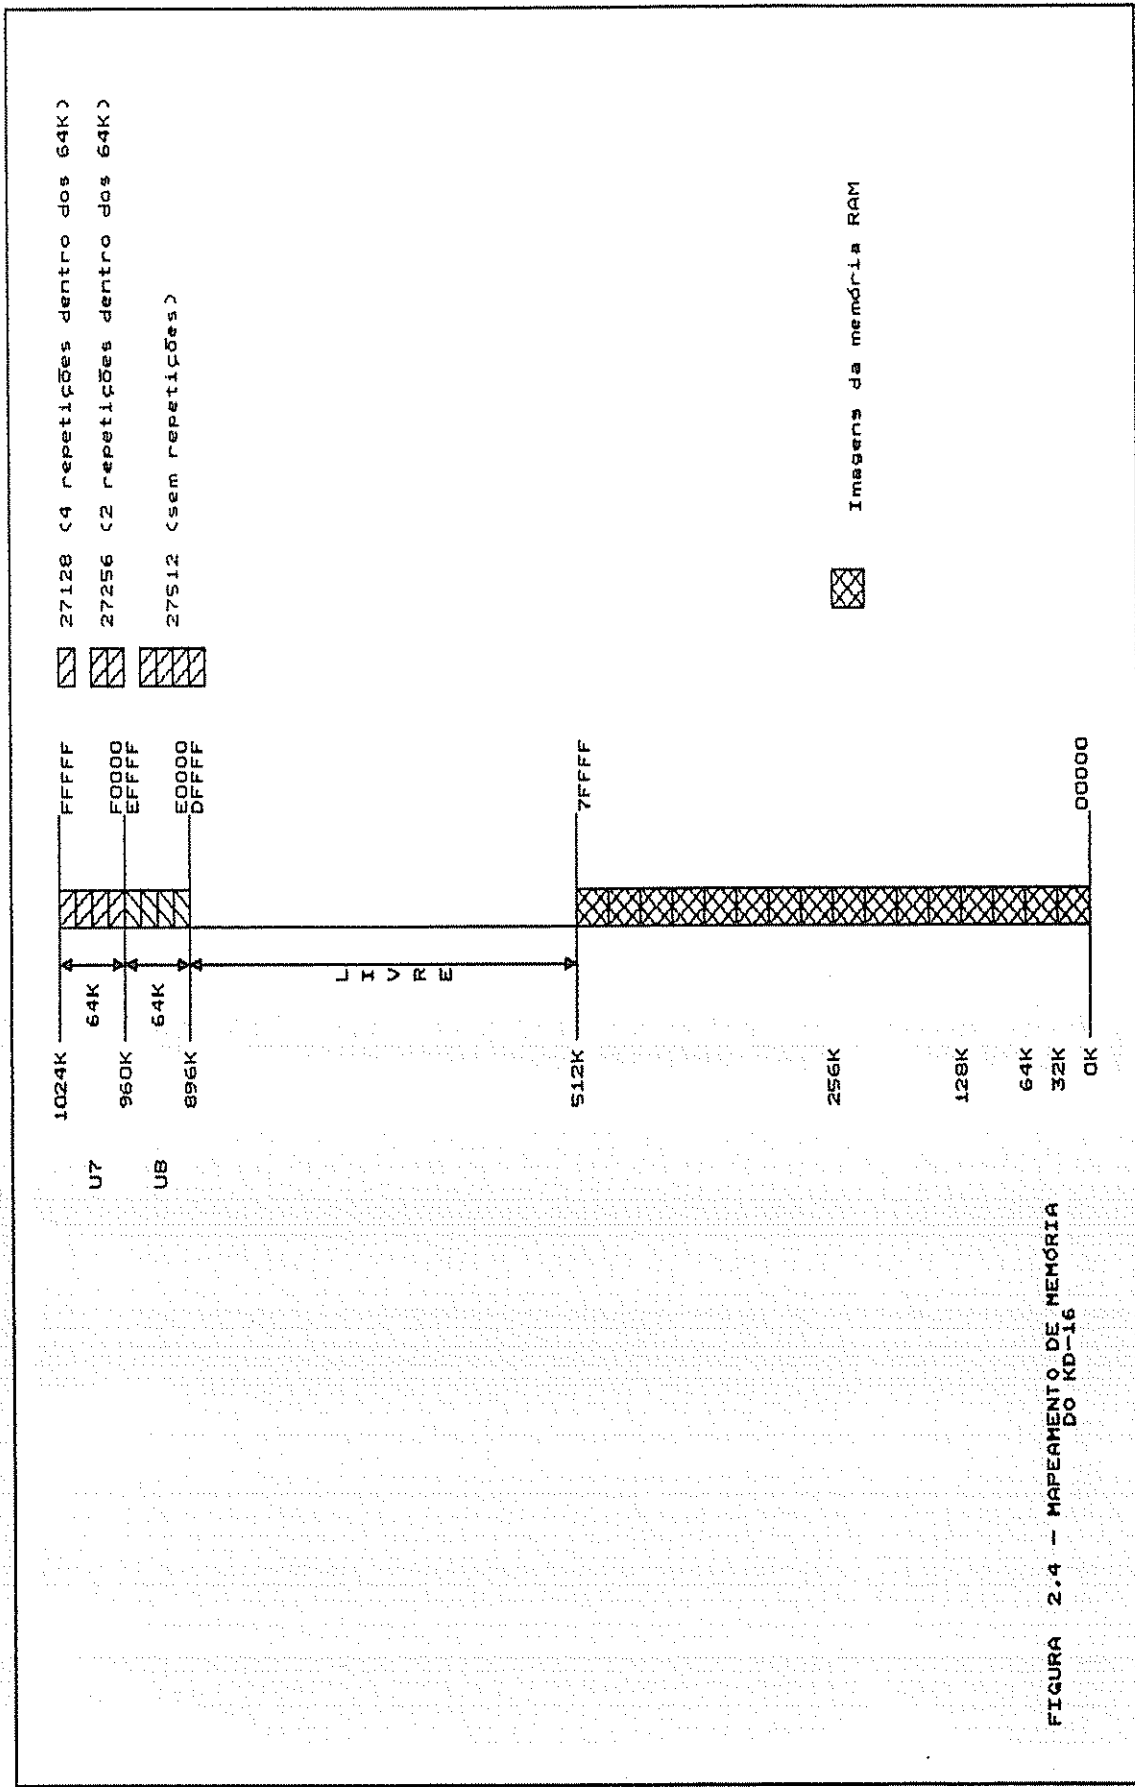 1024K FFFFF 27128 (4 repetições dentro dos 64K)
U7 64K
27256 (2 repetições dentro dos 64K)
960K F0000
EFFFF
U8 64K
27512 (sem repetições)
896K E0000
DFFFF
L
I
V
R
E
512K 7FFFF
256K Imagens da memória RAM
128K
64K
32K
0K 00000
FIGURA 2.4 - MAPEAMENTO DE MEMÓRIA
DO KD-16